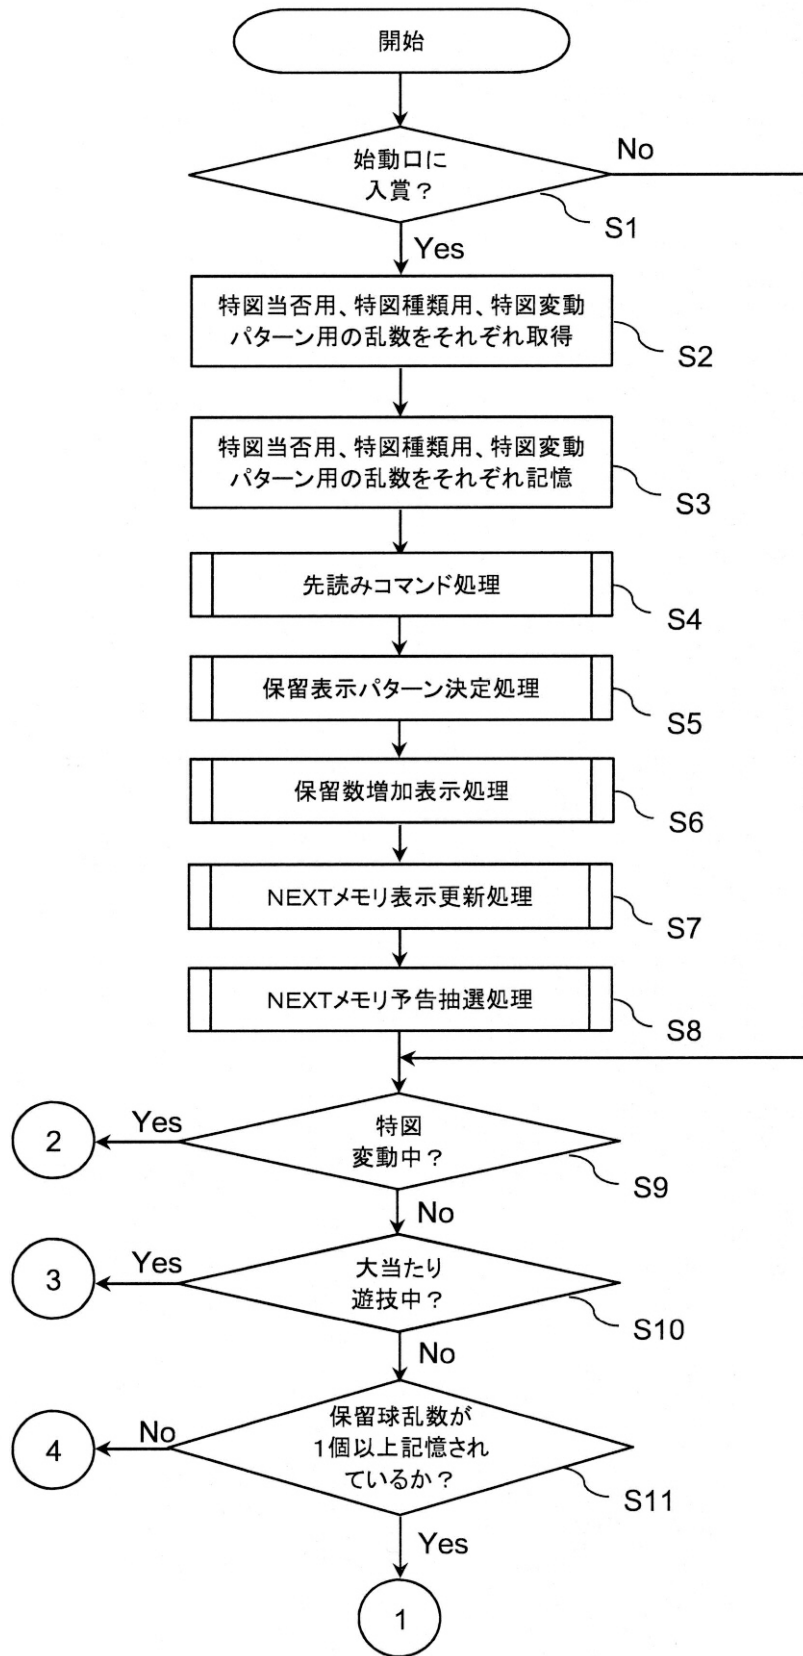 開始
始動口に
入賞？
No
S1
Yes
特図当否用、特図種類用、特図変動
パターン用の乱数をそれぞれ取得
S2
特図当否用、特図種類用、特図変動
パターン用の乱数をそれぞれ記憶
S3
先読みコマンド処理
S4
保留表示パターン決定処理
S5
保留数増加表示処理
S6
NEXTメモリ表示更新処理
S7
NEXTメモリ予告抽選処理
S8
2
Yes
特図
変動中？
S9
No
3
Yes
大当たり
遊技中？
S10
No
4
No
保留球乱数が
1個以上記憶され
ているか？
S11
Yes
1